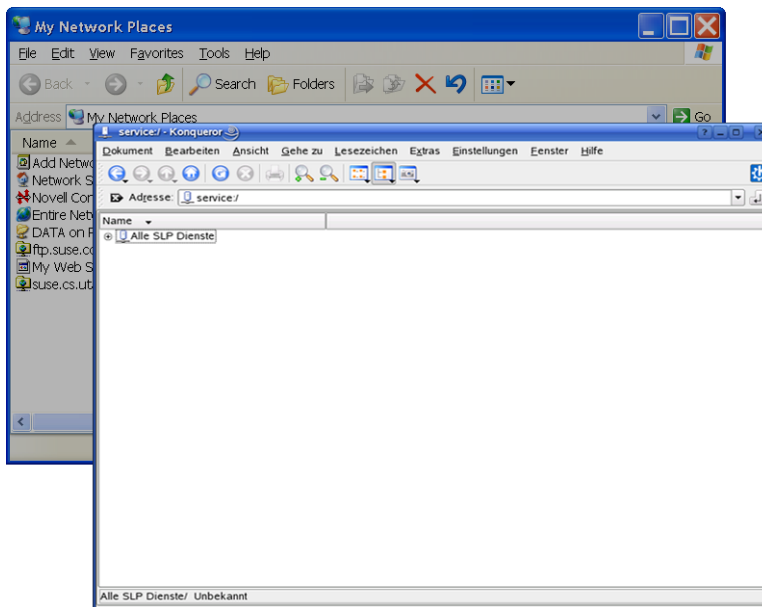 My Network Places
File Edit View Favorites Tools Help
Back Search Folders
Address My Network Places Go
Name
Add Netwo
Network S
Novell Con
Entire Net
DATA on
ftp.suse.co
My Web S
suse.cs.ut
service:/ - Konqueror
Dokument Bearbeiten Ansicht Gehe zu Lesezeichen Extras Einstellungen Fenster Hilfe
Adresse: service:/
Name
Alle SLP Dienste
Alle SLP Dienste/ Unbekannt